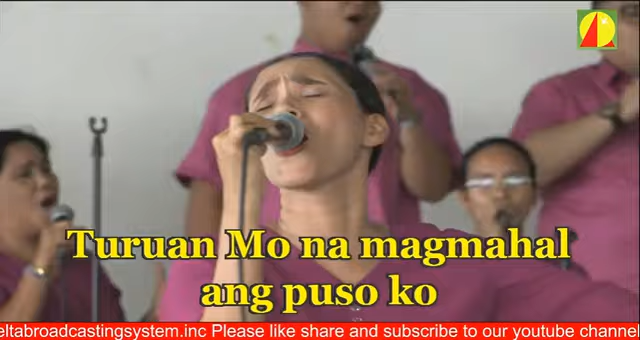 Turuan Mo na magmahal
ang puso ko
eltabroadcastingsystem.inc Please like share and subscribe to our youtube channel